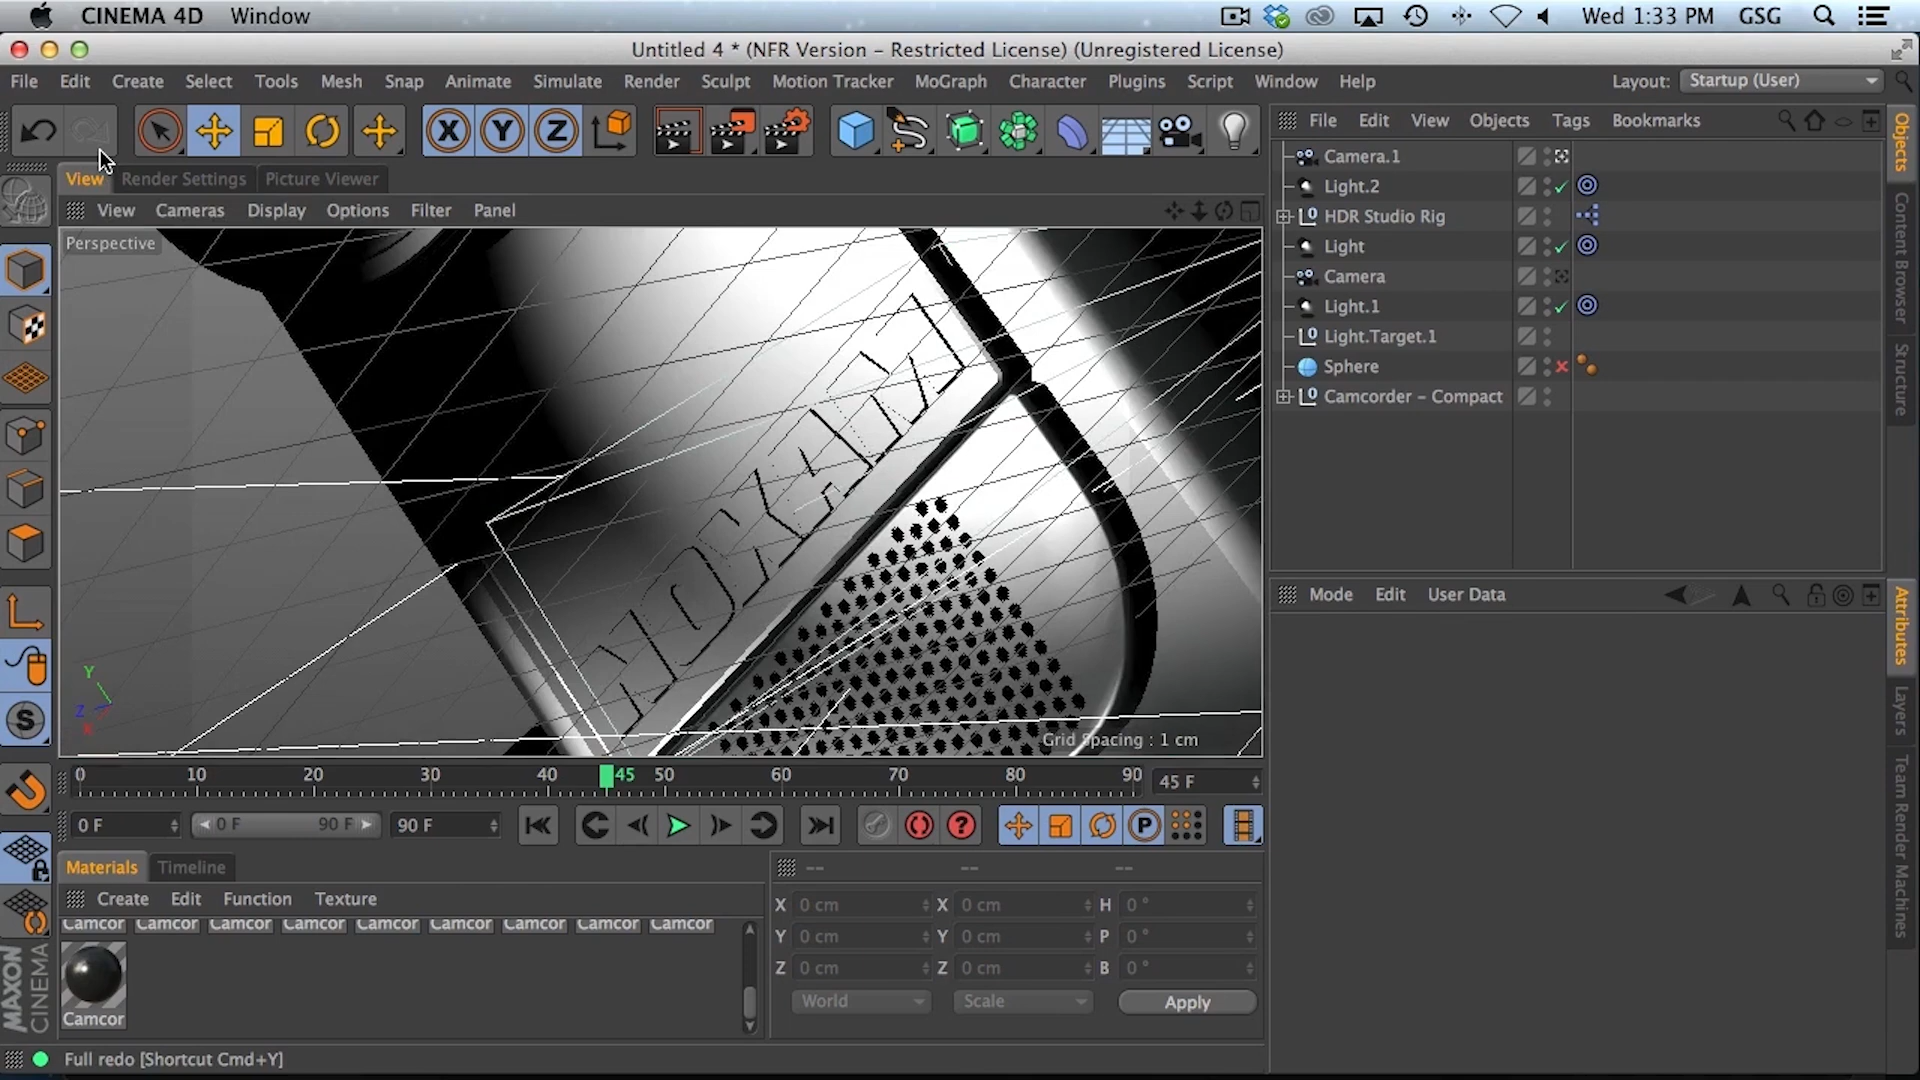 CINEMA 4D Window Wed 1:33 PM GSG
Untitled 4 * (NFR Version - Restricted License) (Unregistered License)
File Edit Create Select Tools Mesh Snap Animate Simulate Render Sculpt Motion Tracker MoGraph Character Plugins Script Window Help Layout: Startup (User)
X Y Z
File Edit View Objects Tags Bookmarks
View Render Settings Picture Viewer
View Cameras Display Options Filter Panel
Perspective
Camera.1
Light.2
HDR Studio Rig
Light
Camera
Light.1
Light.Target.1
Sphere
Camcorder - Compact
Objects
Content Browser
Structure
MAXON
Y
Z
X
Grid Spacing : 1 cm
Mode Edit User Data
Attributes
Layers
Team Render Machines
0 10 20 30 40 45 50 60 70 80 90 45 F
0 F 0 F 90 F 90 F
P
S
Materials Timeline
-- -- --
Create Edit Function Texture
Camcor Camcor Camcor Camcor Camcor Camcor Camcor Camcor Camcor
Camcor
X 0 cm X 0 cm H 0 °
Y 0 cm Y 0 cm P 0 °
Z 0 cm Z 0 cm B 0 °
World Scale Apply
MAXON
CINEMA
Full redo [Shortcut Cmd+Y]